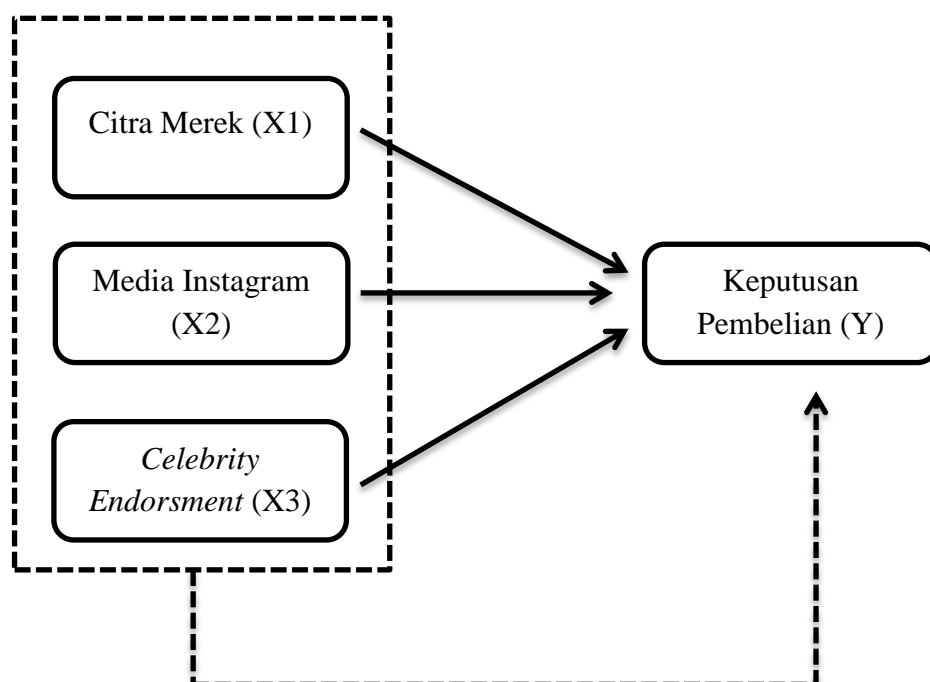 Citra Merek (X1)
Media Instagram
(X2)
Celebrity
Endorsment (X3)
Keputusan
Pembelian (Y)